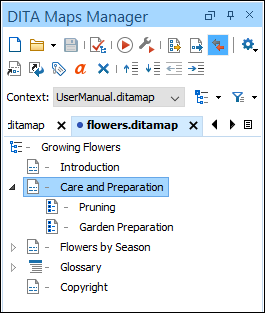 DITA Maps Manager
Context: UserManual.ditamap
ditamap flowers.ditamap
Growing Flowers
Introduction
Care and Preparation
Pruning
Garden Preparation
Flowers by Season
Glossary
Copyright